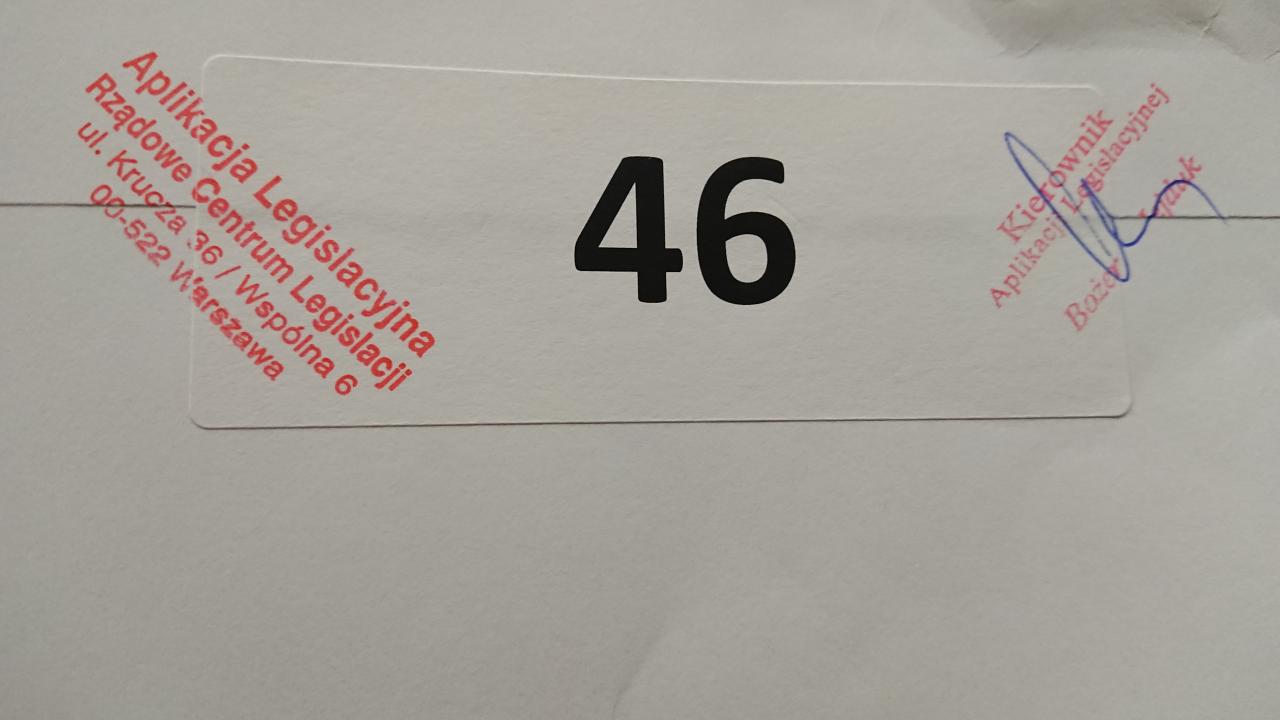 Aplikacja Legislacyjna
Rządowe Centrum Legislacji
ul. Krucza 36 / Wspólna 6
00-522 Warszawa
46
Kierownik
Aplikacji Legislacyjnej